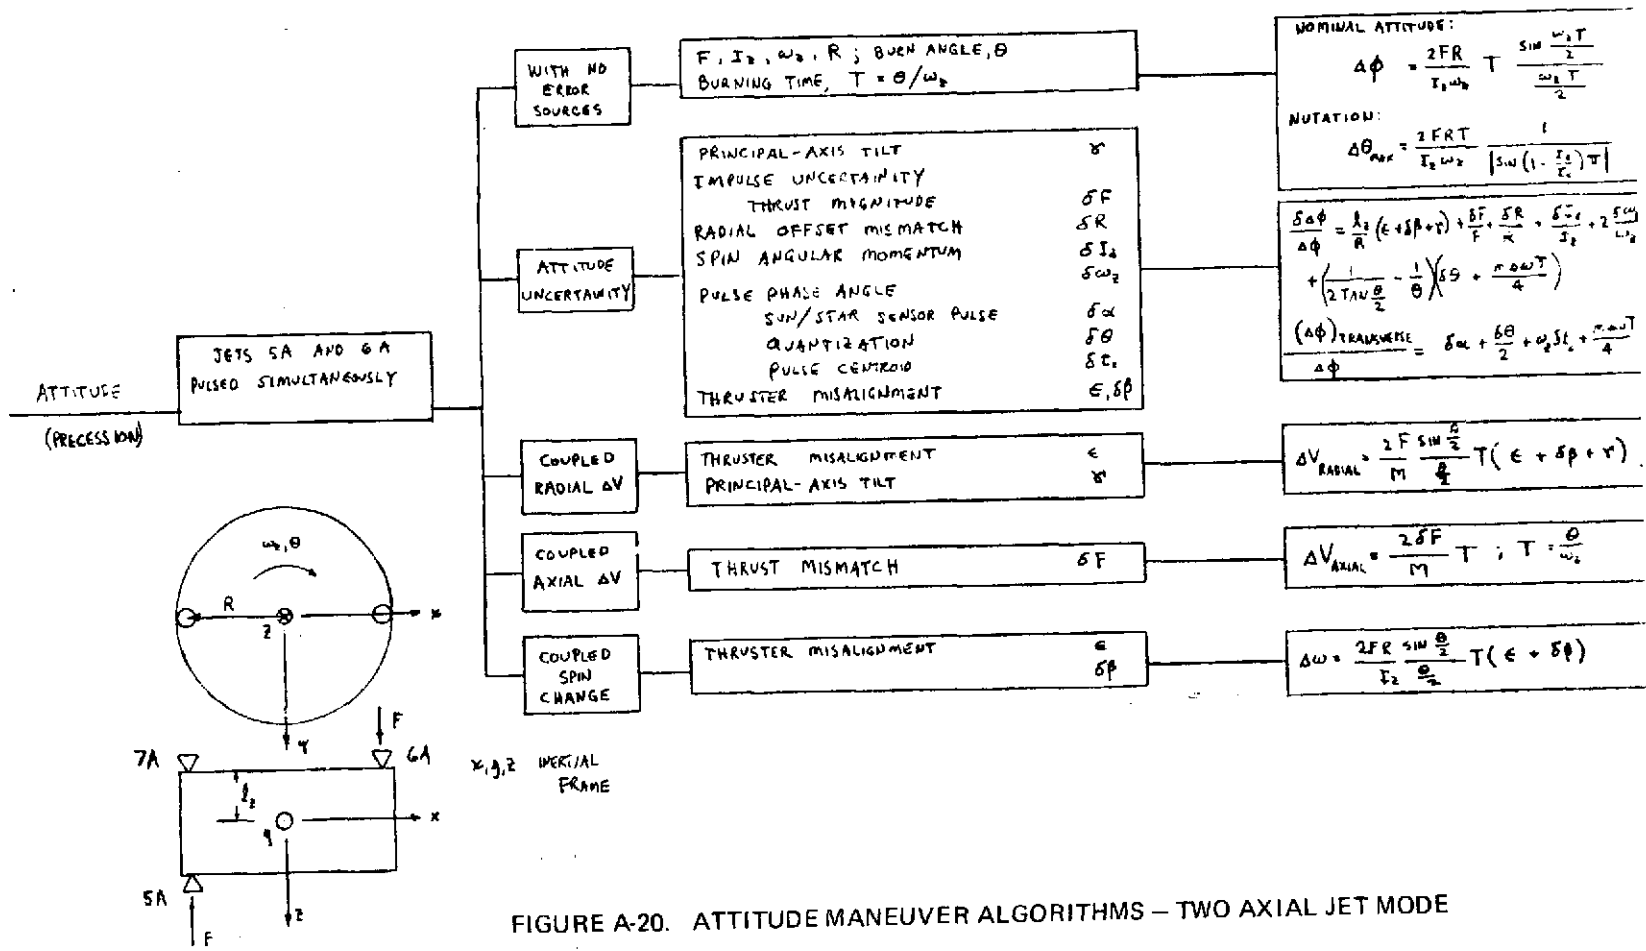 ATTITUDE
(PRECESSION)
JETS 5A AND 6A
PULSED SIMULTANEOUSLY
WITH NO
ERROR
SOURCES
F, I_z, ω_z, R ; BURN ANGLE, θ
BURNING TIME, T = θ/ω_z
NOMINAL ATTITUDE:
Δφ = 2FR / I_z ω_z T sin (ω_z T / 2) / (ω_z T / 2)
NUTATION:
Δθ_MAX = 2FRT / I_z ω_z 1 / |SIN (1 - I_z / I_x) T|
ATTITUDE
UNCERTAINITY
PRINCIPAL-AXIS TILT γ
IMPULSE UNCERTAINITY
THRUST MAGNITUDE δF
RADIAL OFFSET MISMATCH δR
SPIN ANGULAR MOMENTUM δI_z
δω_z
PULSE PHASE ANGLE
SUN/STAR SENSOR PULSE δα
QUANTIZATION δθ
PULSE CENTROID δt_c
THRUSTER MISALIGNMENT ε, δβ
δΔφ / Δφ = l_z / R (ε + δβ + γ) + δF / F + δR / R + δI_z / I_z + 2 δω_z / ω_z
+ (1 / 2 TAN θ/2 - 1/θ)(δθ + π Δω T / 4)
(Δφ)TRANSVERSE / Δφ = δα + δθ/2 + ω_z δt_c + π Δω T / 4
COUPLED
RADIAL ΔV
THRUSTER MISALIGNMENT ε
PRINCIPAL-AXIS TILT γ
ΔV_RADIAL = 2F / M SIN θ/2 / θ/2 T( ε + δβ + γ)
COUPLED
AXIAL ΔV
THRUST MISMATCH δF
ΔV_AXIAL = 2δF / M T ; T = θ / ω_z
COUPLED
SPIN
CHANGE
THRUSTER MISALIGNMENT ε
δβ
Δω = 2FR / I_z SIN θ/2 / θ/2 T( ε + δβ)
ω_z, θ
R
x
z
y
F
7A
6A
x,y,z INERTIAL
FRAME
l_z
x
y
5A
F
z
FIGURE A-20. ATTITUDE MANEUVER ALGORITHMS – TWO AXIAL JET MODE